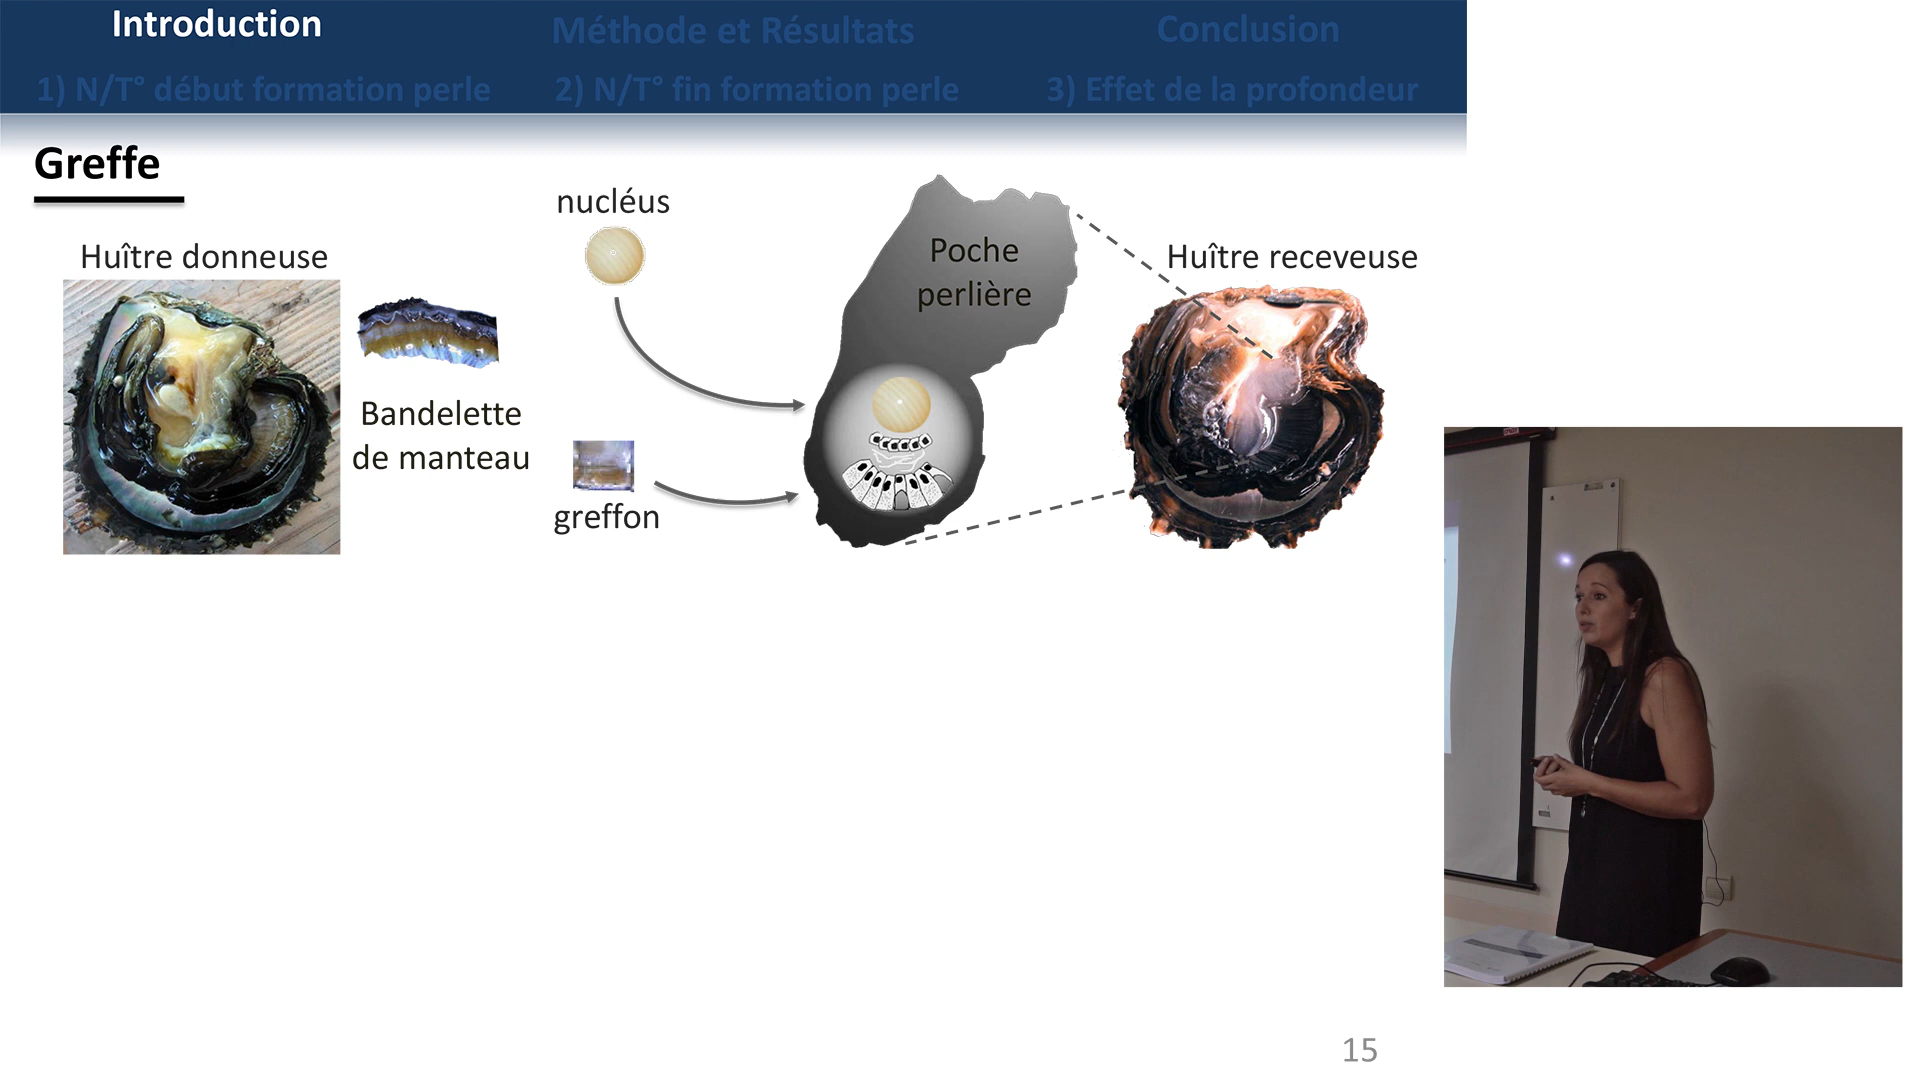 Introduction
Méthode et Résultats
Conclusion
1) N/T° début formation perle
2) N/T° fin formation perle
3) Effet de la profondeur
Greffe
Huître donneuse
Bandelette
de manteau
nucléus
greffon
Poche
perlière
Huître receveuse
15